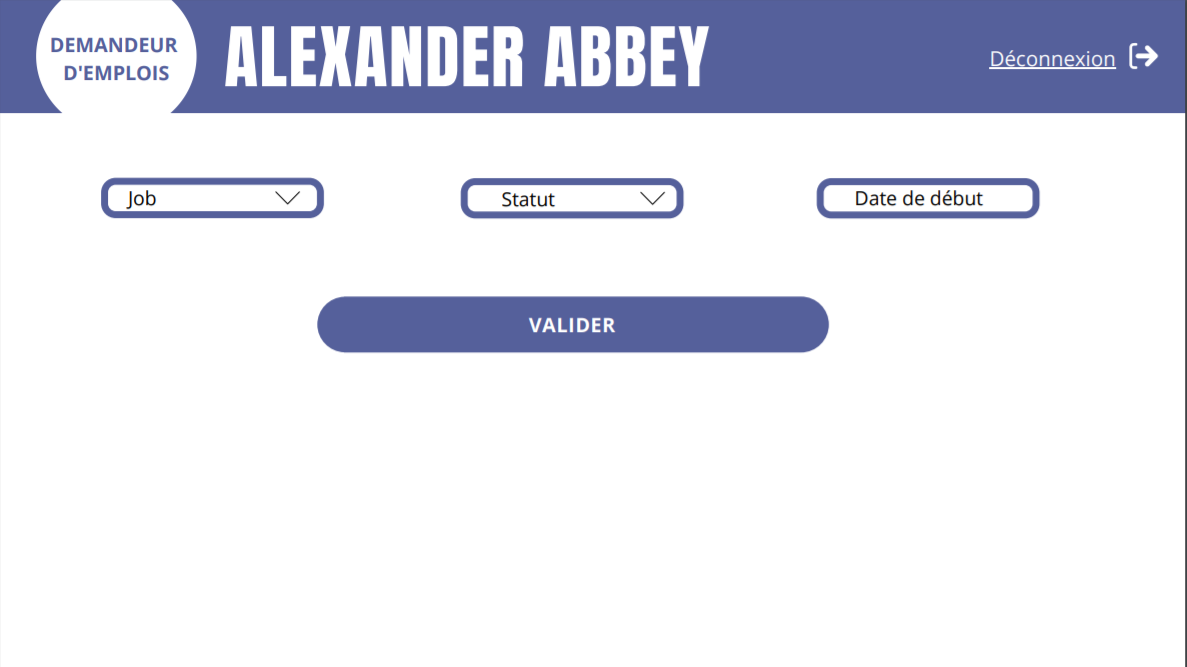 DEMANDEUR
D'EMPLOIS
ALEXANDER ABBEY
Déconnexion
Job
Statut
Date de début
VALIDER